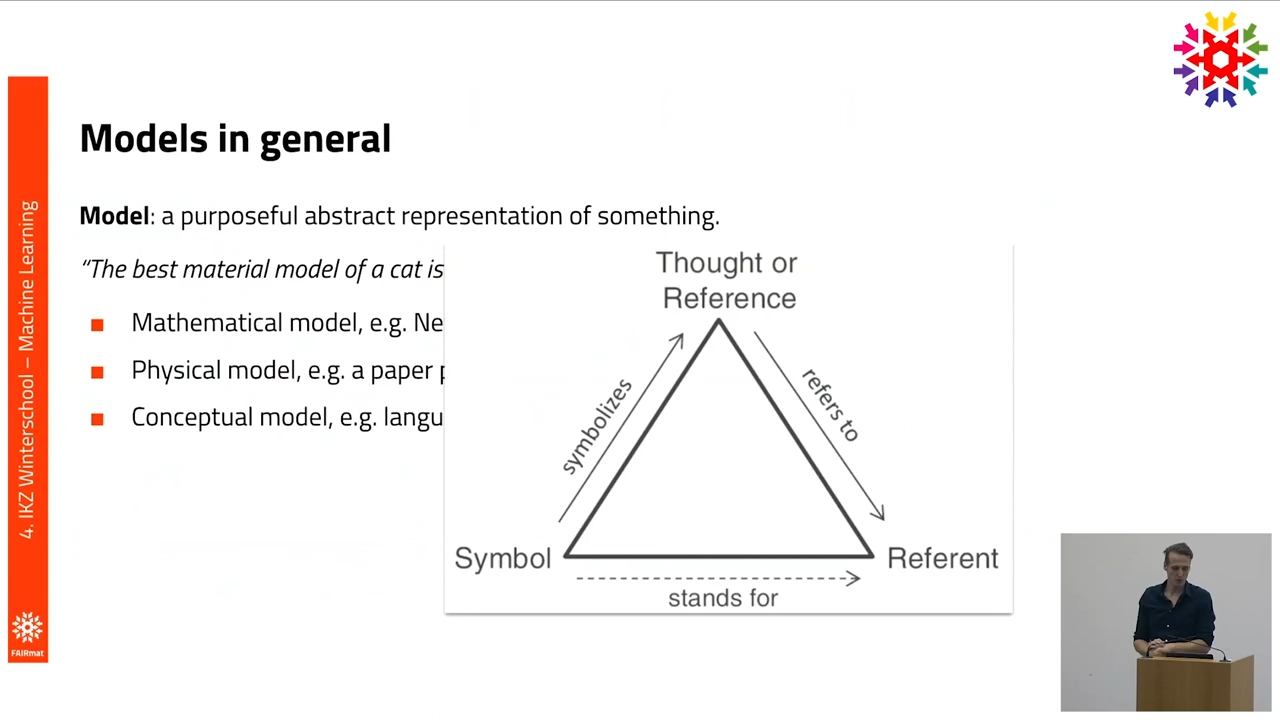 Models in general
Model: a purposeful abstract representation of something.
“The best material model of a cat is
Mathematical model, e.g. Ne
Physical model, e.g. a paper
Conceptual model, e.g. langu
Thought or
Reference
symbolizes
refers to
Symbol
Referent
stands for
4. IKZ Winterschool – Machine Learning
FAIRmat